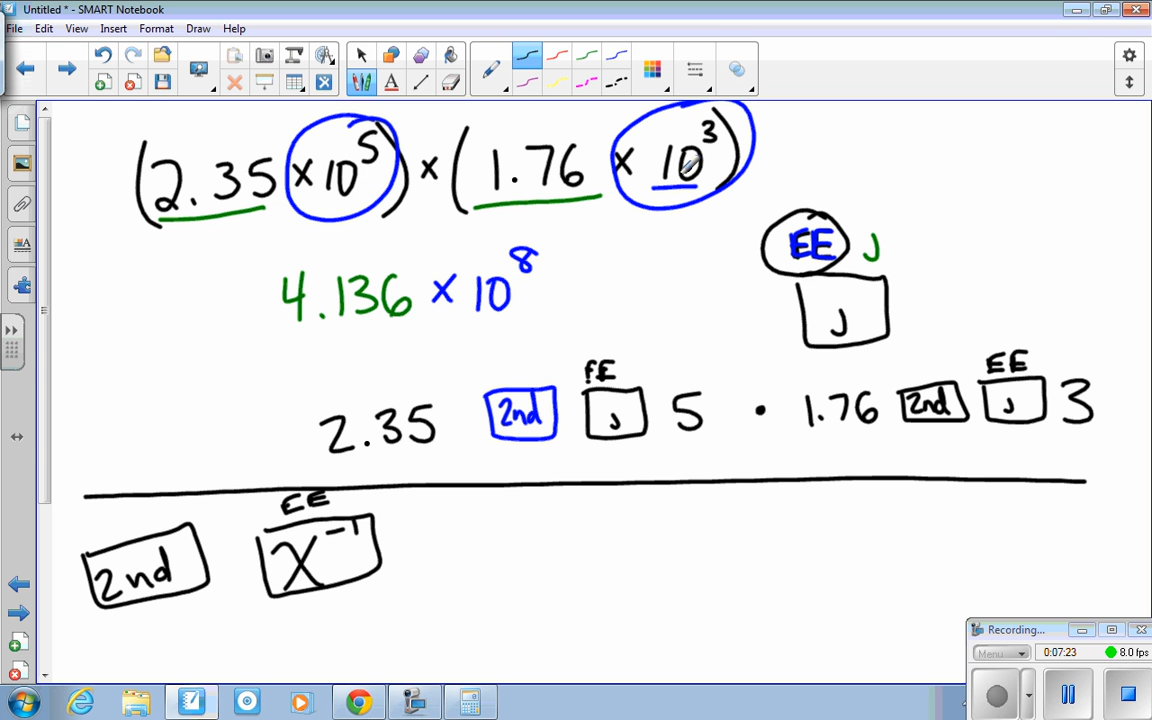 Untitled * - SMART Notebook
File Edit View Insert Format Draw Help
(2.35 × 10⁵) × (1.76 × 10³)
EE J
J
4.136 × 10⁸
EE EE
2.35 2nd J 5 · 1.76 2nd J 3
EE
2nd X⁻¹
Recording...
Menu 0:07:23 8.0 fps